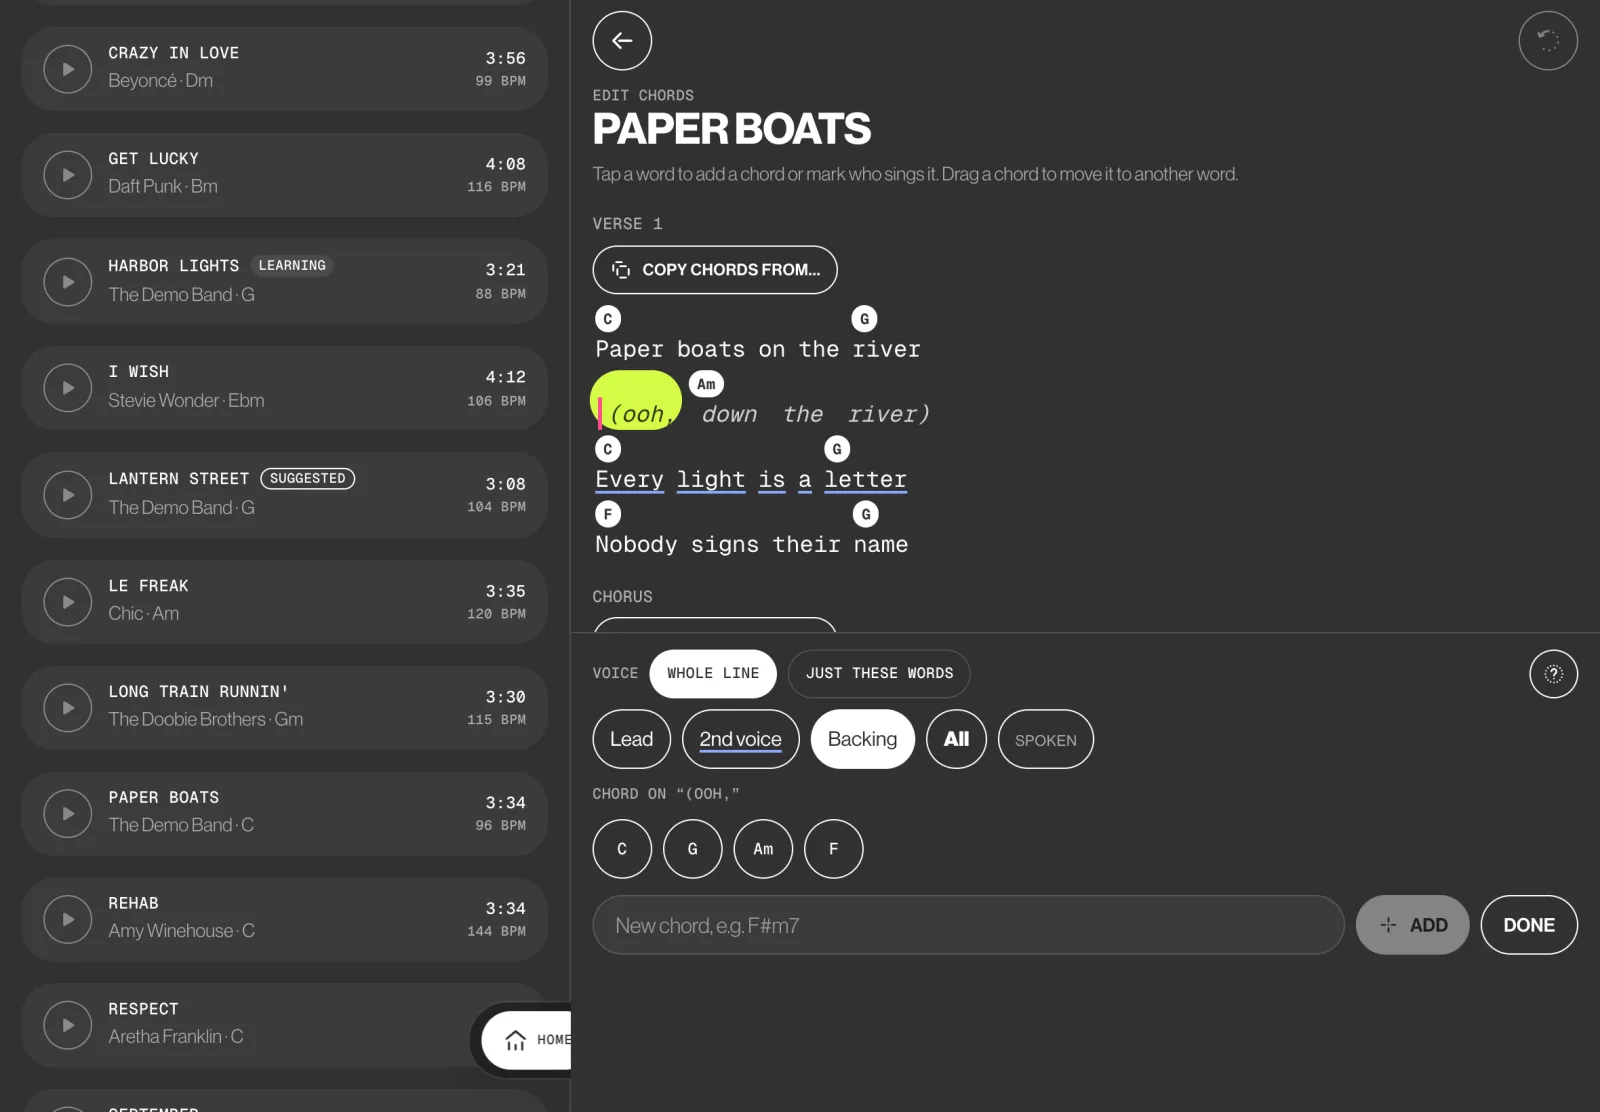 CRAZY IN LOVE
3:56
Beyoncé · Dm
99 BPM
GET LUCKY
4:08
Daft Punk · Bm
116 BPM
HARBOR LIGHTS LEARNING
3:21
The Demo Band · G
88 BPM
I WISH
4:12
Stevie Wonder · Ebm
106 BPM
LANTERN STREET SUGGESTED
3:08
The Demo Band · G
104 BPM
LE FREAK
3:35
Chic · Am
120 BPM
LONG TRAIN RUNNIN'
3:30
The Doobie Brothers · Gm
115 BPM
PAPER BOATS
3:34
The Demo Band · C
96 BPM
REHAB
3:34
Amy Winehouse · C
144 BPM
RESPECT
Aretha Franklin · C
HOME
SEPTEMBER
EDIT CHORDS
PAPER BOATS
Tap a word to add a chord or mark who sings it. Drag a chord to move it to another word.
VERSE 1
COPY CHORDS FROM...
C G
Paper boats on the river
Am
(ooh, down the river)
C G
Every light is a letter
F G
Nobody signs their name
CHORUS
VOICE WHOLE LINE JUST THESE WORDS ?
Lead 2nd voice Backing All SPOKEN
CHORD ON “(OOH,”
C G Am F
New chord, e.g. F#m7 ADD DONE